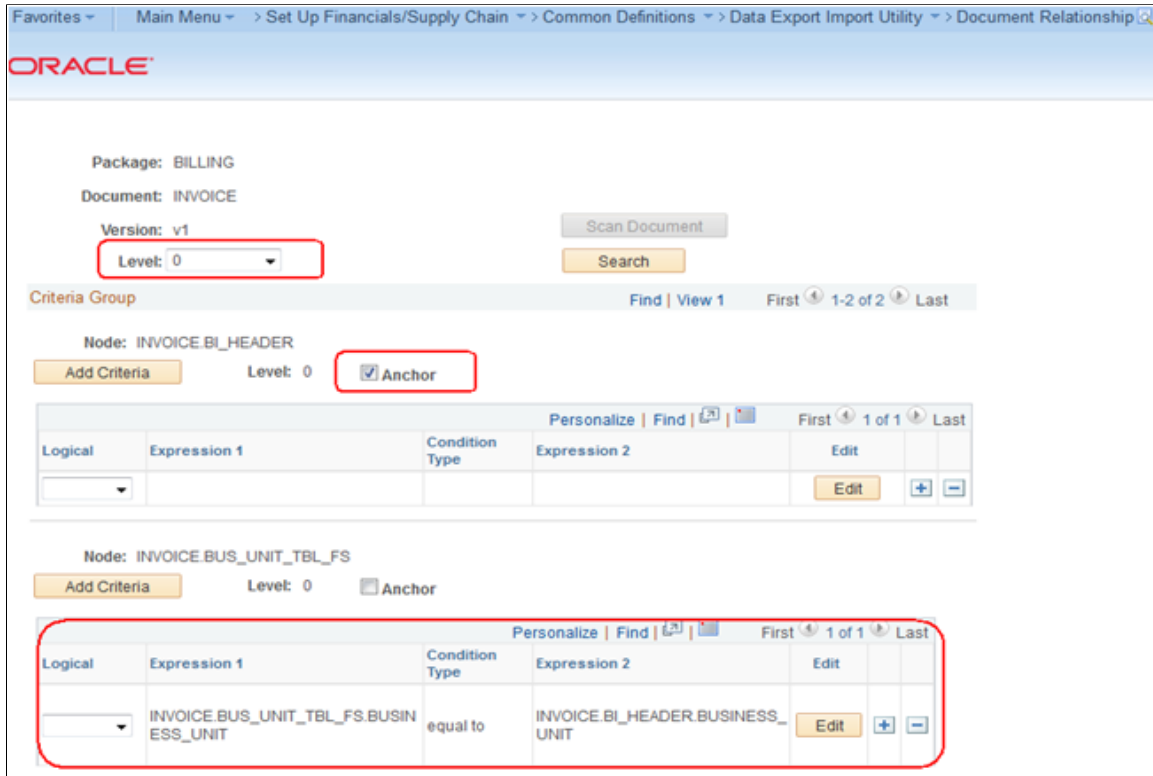 Favorites Main Menu > Set Up Financials/Supply Chain > Common Definitions > Data Export Import Utility > Document Relationship
ORACLE
Package: BILLING
Document: INVOICE
Version: v1 Scan Document
Level: 0 Search
Criteria Group Find | View 1 First 1-2 of 2 Last
Node: INVOICE.BI_HEADER
Add Criteria Level: 0 Anchor
Personalize | Find | | First 1 of 1 Last
Logical Expression 1 Condition Type Expression 2 Edit
Edit
Node: INVOICE.BUS_UNIT_TBL_FS
Add Criteria Level: 0 Anchor
Personalize | Find | | First 1 of 1 Last
Logical Expression 1 Condition Type Expression 2 Edit
INVOICE.BUS_UNIT_TBL_FS.BUSIN
ESS_UNIT equal to INVOICE.BI_HEADER.BUSINESS_
UNIT Edit